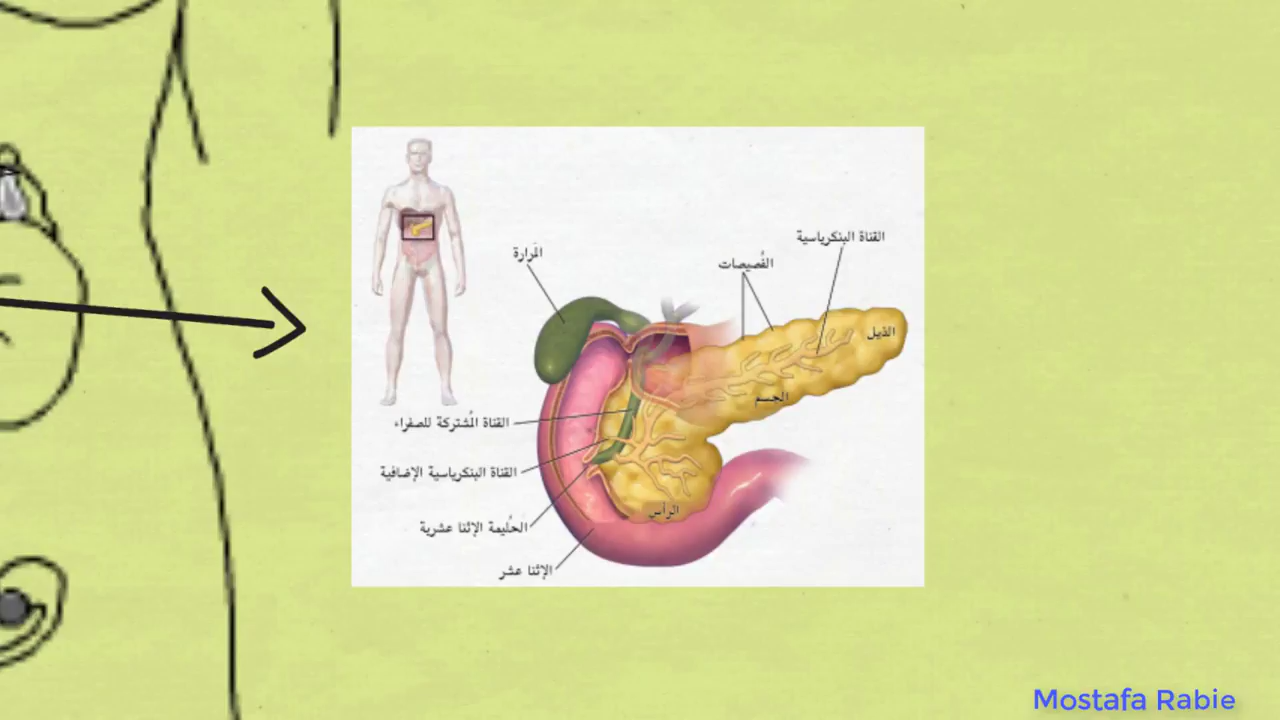 القناة البنكرياسية
المَرارة
الفُصيصات
الذيل
الجسم
القناة المُشتركة للصفراء
القناة البنكرياسية الإضافية
الرأس
الحُليمة الإثنا عشرية
الإثنا عشر
Mostafa Rabie